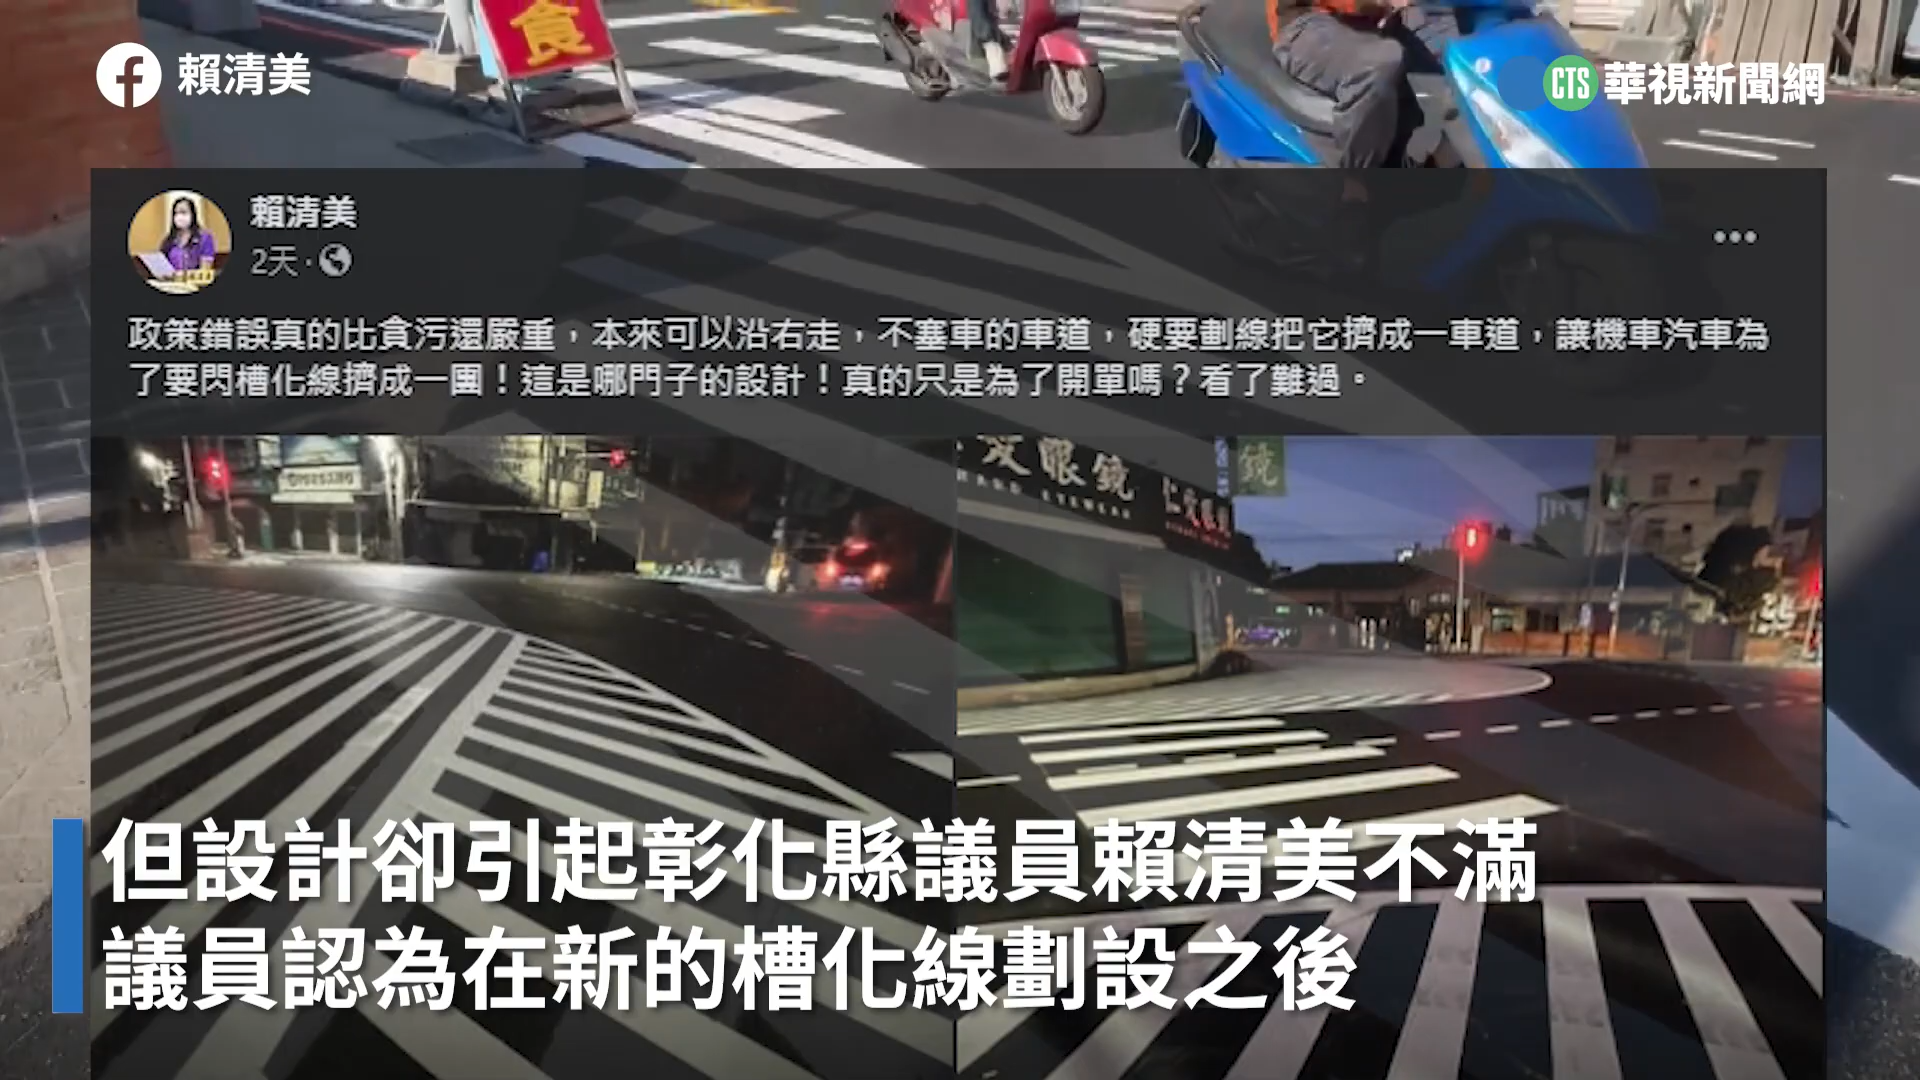 食
賴清美
CTS 華視新聞網
賴清美
2天·
政策錯誤真的比貪污還嚴重，本來可以沿右走，不塞車的車道，硬要劃線把它擠成一車道，讓機車汽車為
了要閃槽化線擠成一團！這是哪門子的設計！真的只是為了開單嗎？看了難過。
愛眼鏡
鏡
但設計卻引起彰化縣議員賴清美不滿
議員認為在新的槽化線劃設之後